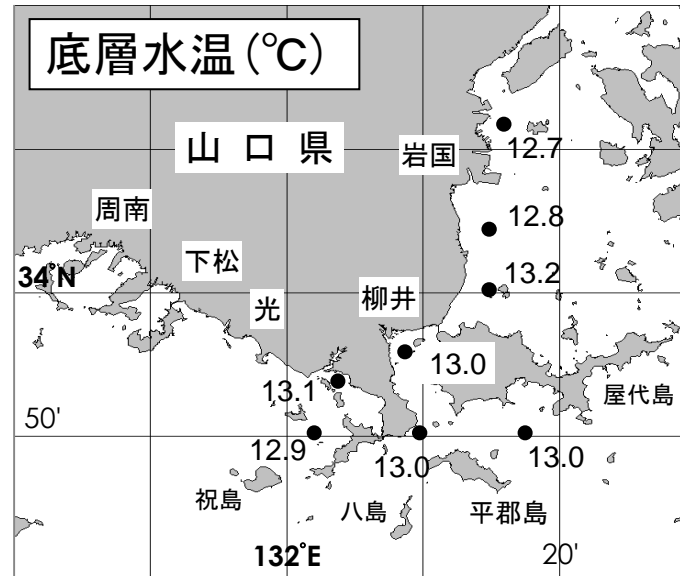 底層水温(℃)
山口県
岩国
12.7
周南
12.8
下松
34°N
13.2
光
柳井
13.0
13.1
屋代島
50'
12.9
13.0
13.0
祝島
八島
平郡島
132°E
20'